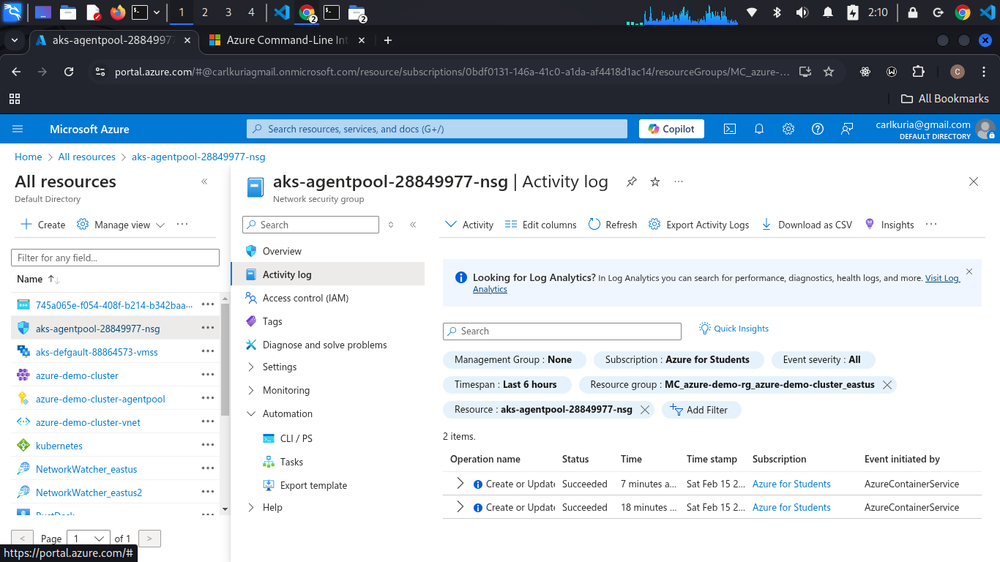 1 2 3 4 2 2 2:10
aks-agentpool-28849977 Azure Command-Line Int
portal.azure.com/#@carlkuriagmail.onmicrosoft.com/resource/subscriptions/0bdf0131-146a-41c0-a1da-af4418d1ac14/resourceGroups/MC_azure-... C
All Bookmarks
Microsoft Azure Search resources, services, and docs (G+/) Copilot carlkuria@gmail.com
DEFAULT DIRECTORY
Home > All resources > aks-agentpool-28849977-nsg
All resources «
Default Directory
aks-agentpool-28849977-nsg | Activity log ...
Network security group
Create Manage view ...
Search «
Activity Edit columns Refresh Export Activity Logs Download as CSV Insights ...
Filter for any field...
Name ↑↓
745a065e-f054-408f-b214-b342baa... ...
aks-agentpool-28849977-nsg ...
aks-defgault-88864573-vmss ...
azure-demo-cluster ...
azure-demo-cluster-agentpool ...
azure-demo-cluster-vnet ...
kubernetes ...
NetworkWatcher_eastus ...
NetworkWatcher_eastus2 ...
RustDesk ...
< Page 1 of 1 >
https://portal.azure.com/#
Overview
Activity log
Access control (IAM)
Tags
Diagnose and solve problems
Settings
Monitoring
Automation
CLI / PS
Tasks
Export template
Help
Looking for Log Analytics? In Log Analytics you can search for performance, diagnostics, health logs, and more. Visit Log
Analytics
Search Quick Insights
Management Group : None Subscription : Azure for Students Event severity : All
Timespan : Last 6 hours Resource group : MC_azure-demo-rg_azure-demo-cluster_eastus
Resource : aks-agentpool-28849977-nsg Add Filter
2 items.
Operation name Status Time Time stamp Subscription Event initiated by
Create or Update Succeeded 7 minutes a... Sat Feb 15 2... Azure for Students AzureContainerService
Create or Update Succeeded 18 minutes ... Sat Feb 15 2... Azure for Students AzureContainerService